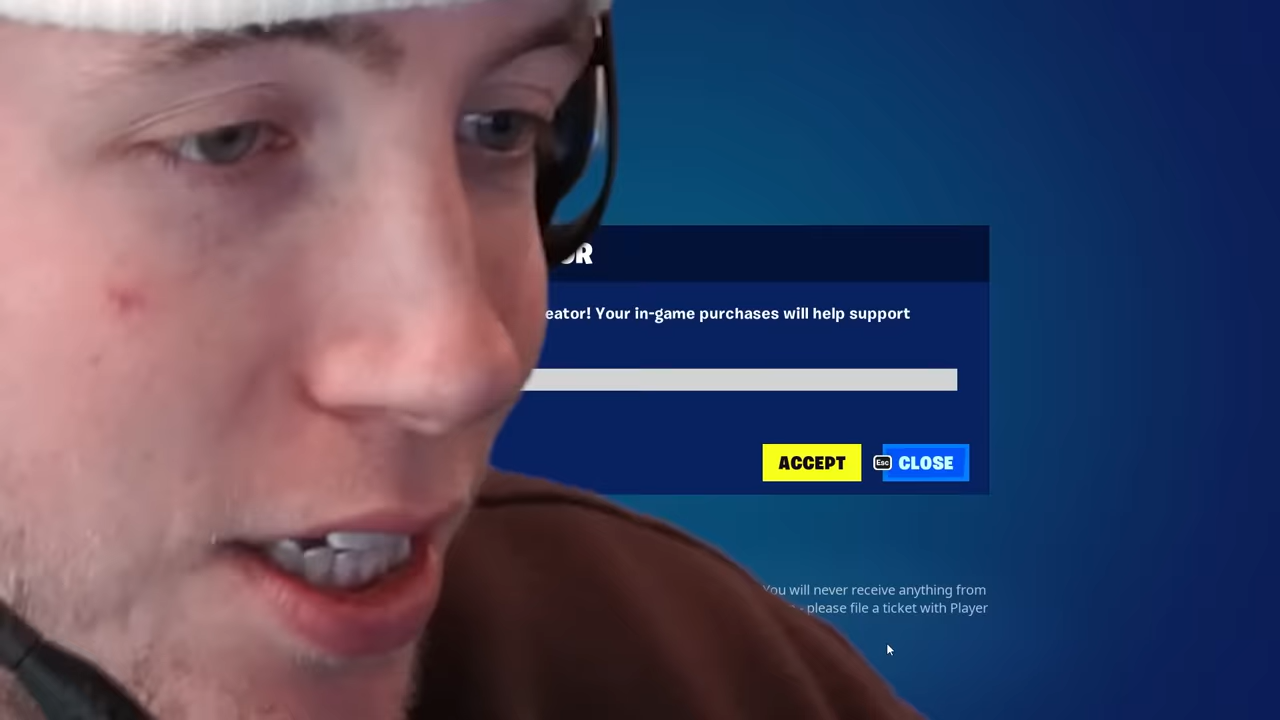 OR
eator! Your in-game purchases will help support
ACCEPT
Esc
CLOSE
You will never receive anything from
- please file a ticket with Player